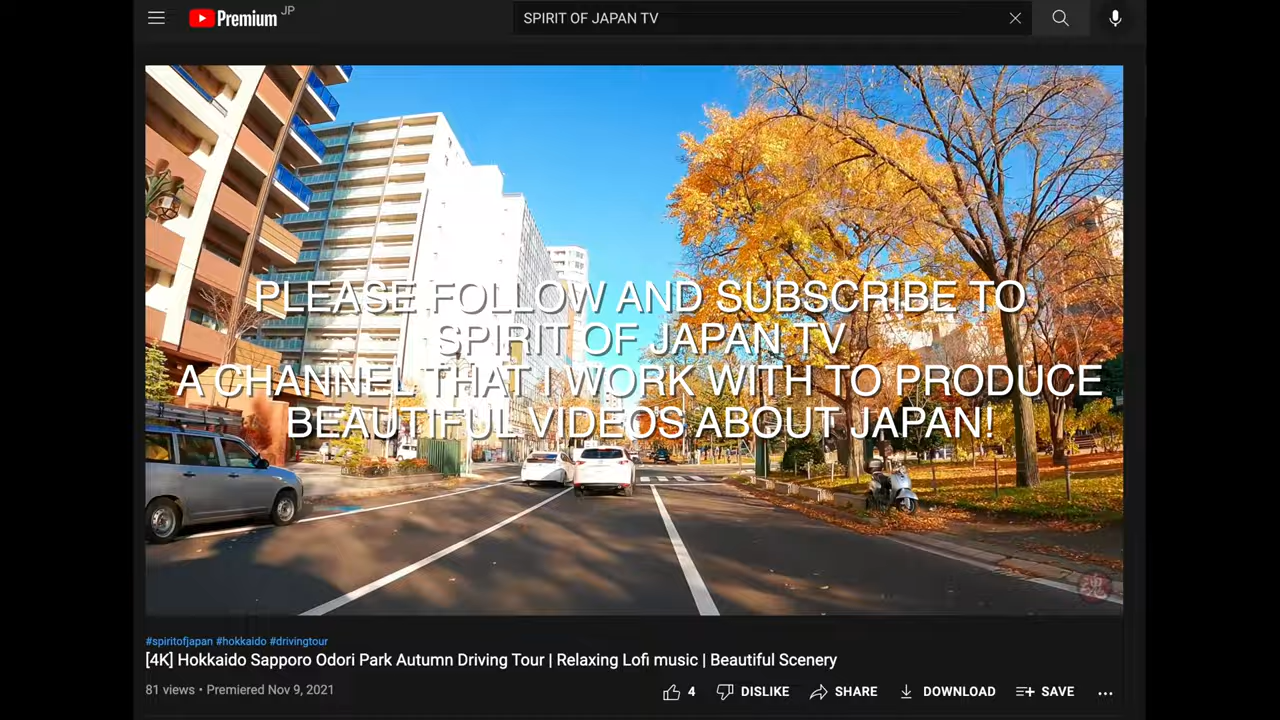 Premium JP
SPIRIT OF JAPAN TV
PLEASE FOLLOW AND SUBSCRIBE TO
SPIRIT OF JAPAN TV
A CHANNEL THAT I WORK WITH TO PRODUCE
BEAUTIFUL VIDEOS ABOUT JAPAN!
魂
#spiritofjapan #hokkaido #drivingtour
[4K] Hokkaido Sapporo Odori Park Autumn Driving Tour | Relaxing Lofi music | Beautiful Scenery
81 views • Premiered Nov 9, 2021
4 DISLIKE SHARE DOWNLOAD SAVE